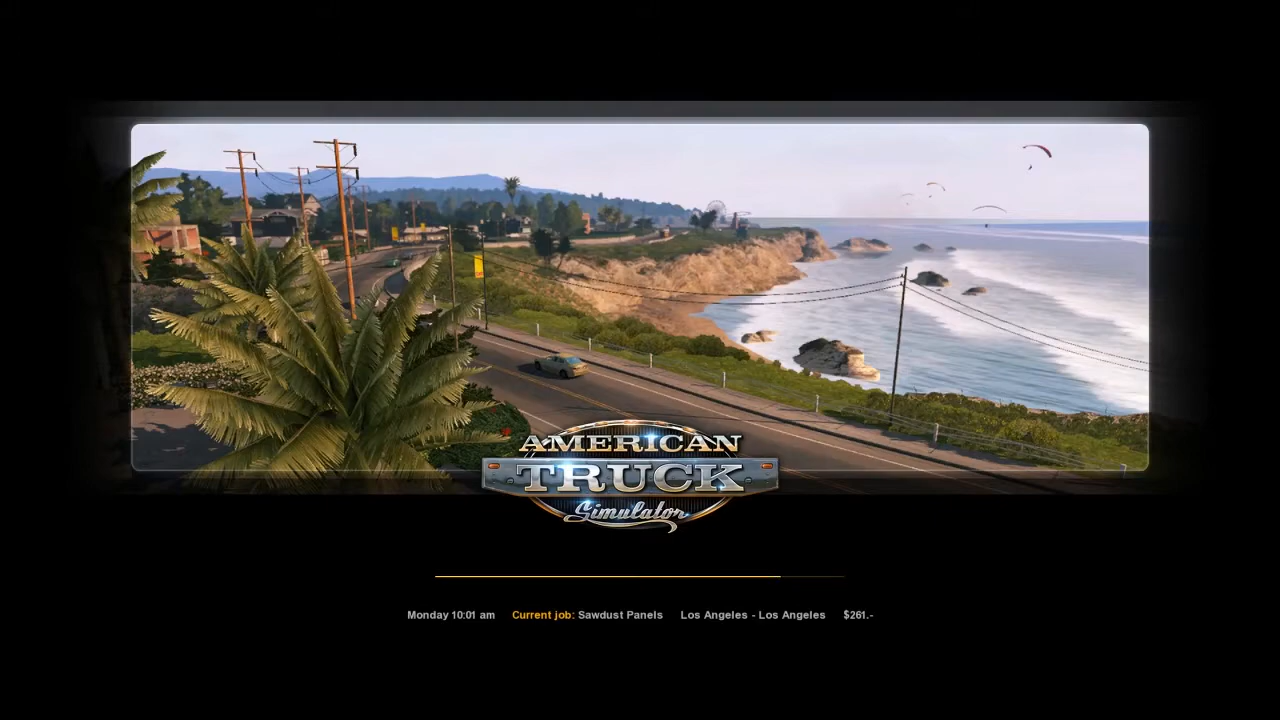 AMERICAN
TRUCK
Simulator
Monday 10:01 am Current job: Sawdust Panels Los Angeles - Los Angeles $261.-